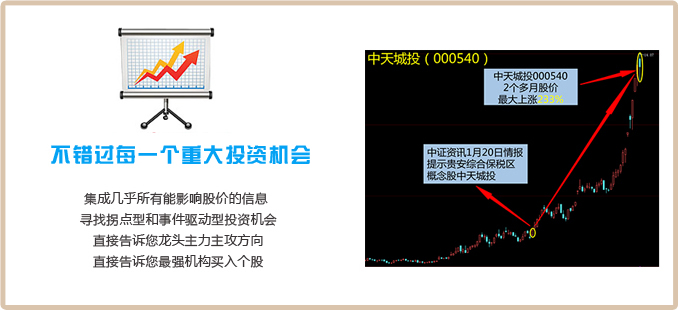 不错过每一个重大投资机会
集成几乎所有能影响股价的信息
寻找拐点型和事件驱动型投资机会
直接告诉您龙头主力主攻方向
直接告诉您最强机构买入个股
中天城投（000540）
中天城投000540
2个多月股价
最大上涨233%
中证资讯1月20日情报
提示贵安综合保税区
概念股中天城投